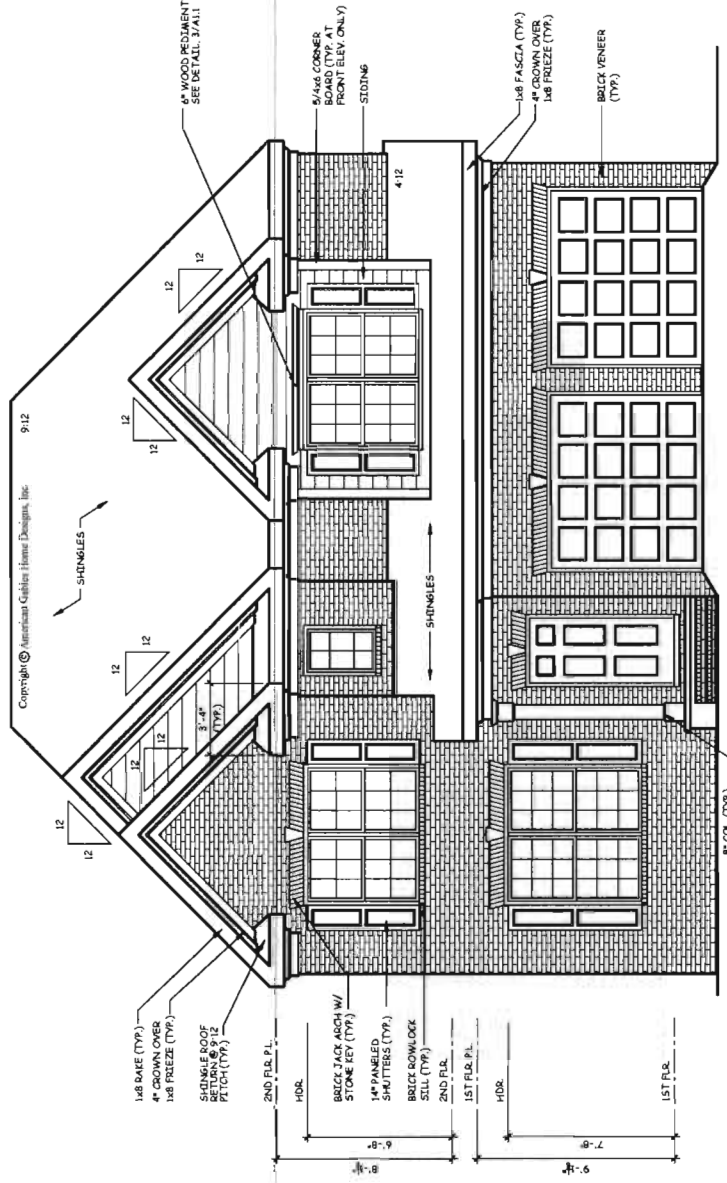 Copyright © American Gables Home Designs, Inc.
9:12
SHINGLES
12
12
12
12
12
12
12
12
12
12
3'-4"
(TYP.)
1x8 RAKE (TYP.)
4" CROWN OVER
1x8 FRIEZE (TYP.)
SHINGLE ROOF
RETURN @ 9:12
PITCH (TYP.)
2ND FLR. P.L.
HDR.
BRICK JACK ARCH W/
STONE KEY (TYP.)
14" PANELED
SHUTTERS (TYP.)
BRICK ROWLOCK
SILL (TYP.)
2ND FLR.
1ST FLR. P.L.
HDR.
1ST FLR.
6'-8"
7'-8"
6" WOOD PEDIMENT
SEE DETAIL 3/A1.1
5/4x6 CORNER
BOARD (TYP. AT
FRONT ELEV. ONLY)
SIDING
4:12
SHINGLES
1x8 FASCIA (TYP.)
4" CROWN OVER
1x8 FRIEZE (TYP.)
BRICK VENEER
(TYP.)
8" COL. (TYP.)